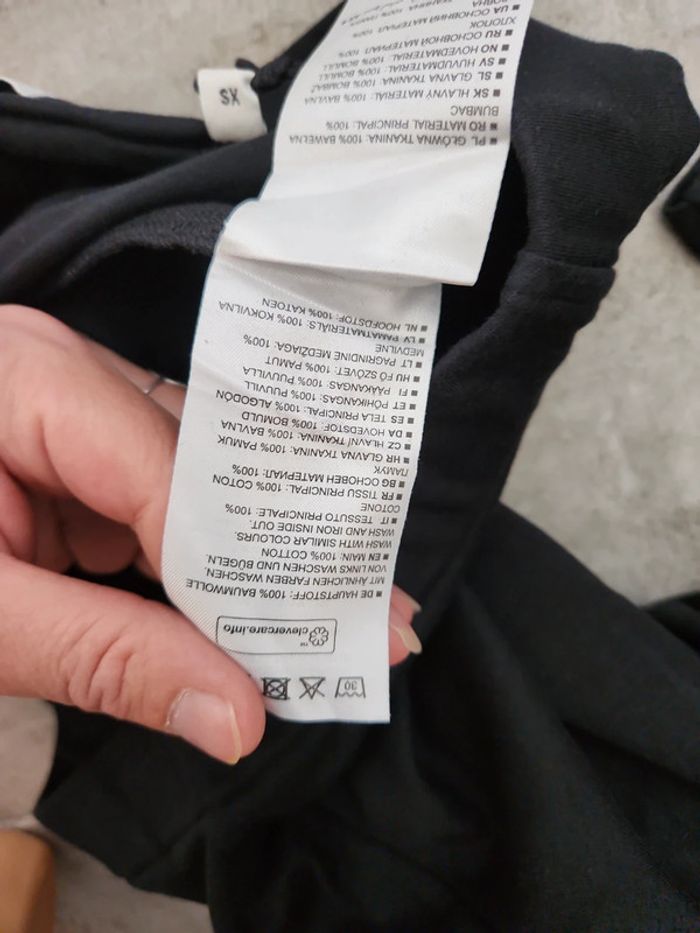 30
clevercare.info
■ DE HAUPTSTOFF: 100% BAUMWOLLE
MIT ÄHNLICHEN FARBEN WASCHEN.
VON LINKS WASCHEN UND BÜGELN.
■ EN MAIN: 100% COTTON
WASH WITH SIMILAR COLOURS.
WASH AND IRON INSIDE OUT.
■ IT TESSUTO PRINCIPALE: 100%
COTONE
■ FR TISSU PRINCIPAL: 100% COTON
■ BG ОСНОВЕН МАТЕРИАЛ: 100%
ПАМУК
■ HR GLAVNA TKANINA: 100% PAMUK
■ CZ HLAVNÍ TKANINA: 100% BAVLNA
■ DA HOVEDSTOF: 100% BOMULD
■ ES TELA PRINCIPAL: 100% ALGODÓN
■ ET PÕHIKANGAS: 100% PUUVILL
■ FI PÄÄKANGAS: 100% PUUVILLA
■ HU FŐ SZÖVET: 100% PAMUT
■ LT PAGRINDINĖ MEDŽIAGA: 100%
MEDVILNĖ
■ LV PAMATMATERIĀLS: 100% KOKVILNA
■ NL HOOFDSTOF: 100% KATOEN
■ PL GŁÓWNA TKANINA: 100% BAWEŁNA
■ RO MATERIAL PRINCIPAL: 100%
BUMBAC
■ SK HLAVNÝ MATERIÁL: 100% BAVLNA
■ SL GLAVNA TKANINA: 100% BOMBAŽ
■ SV HUVUDMATERIAL: 100% BOMULL
■ NO HOVEDMATERIAL: 100% BOMULL
■ RU ОСНОВНОЙ МАТЕРИАЛ: 100%
ХЛОПОК
■ UA ОСНОВНИЙ МАТЕРІАЛ: 100%
XS